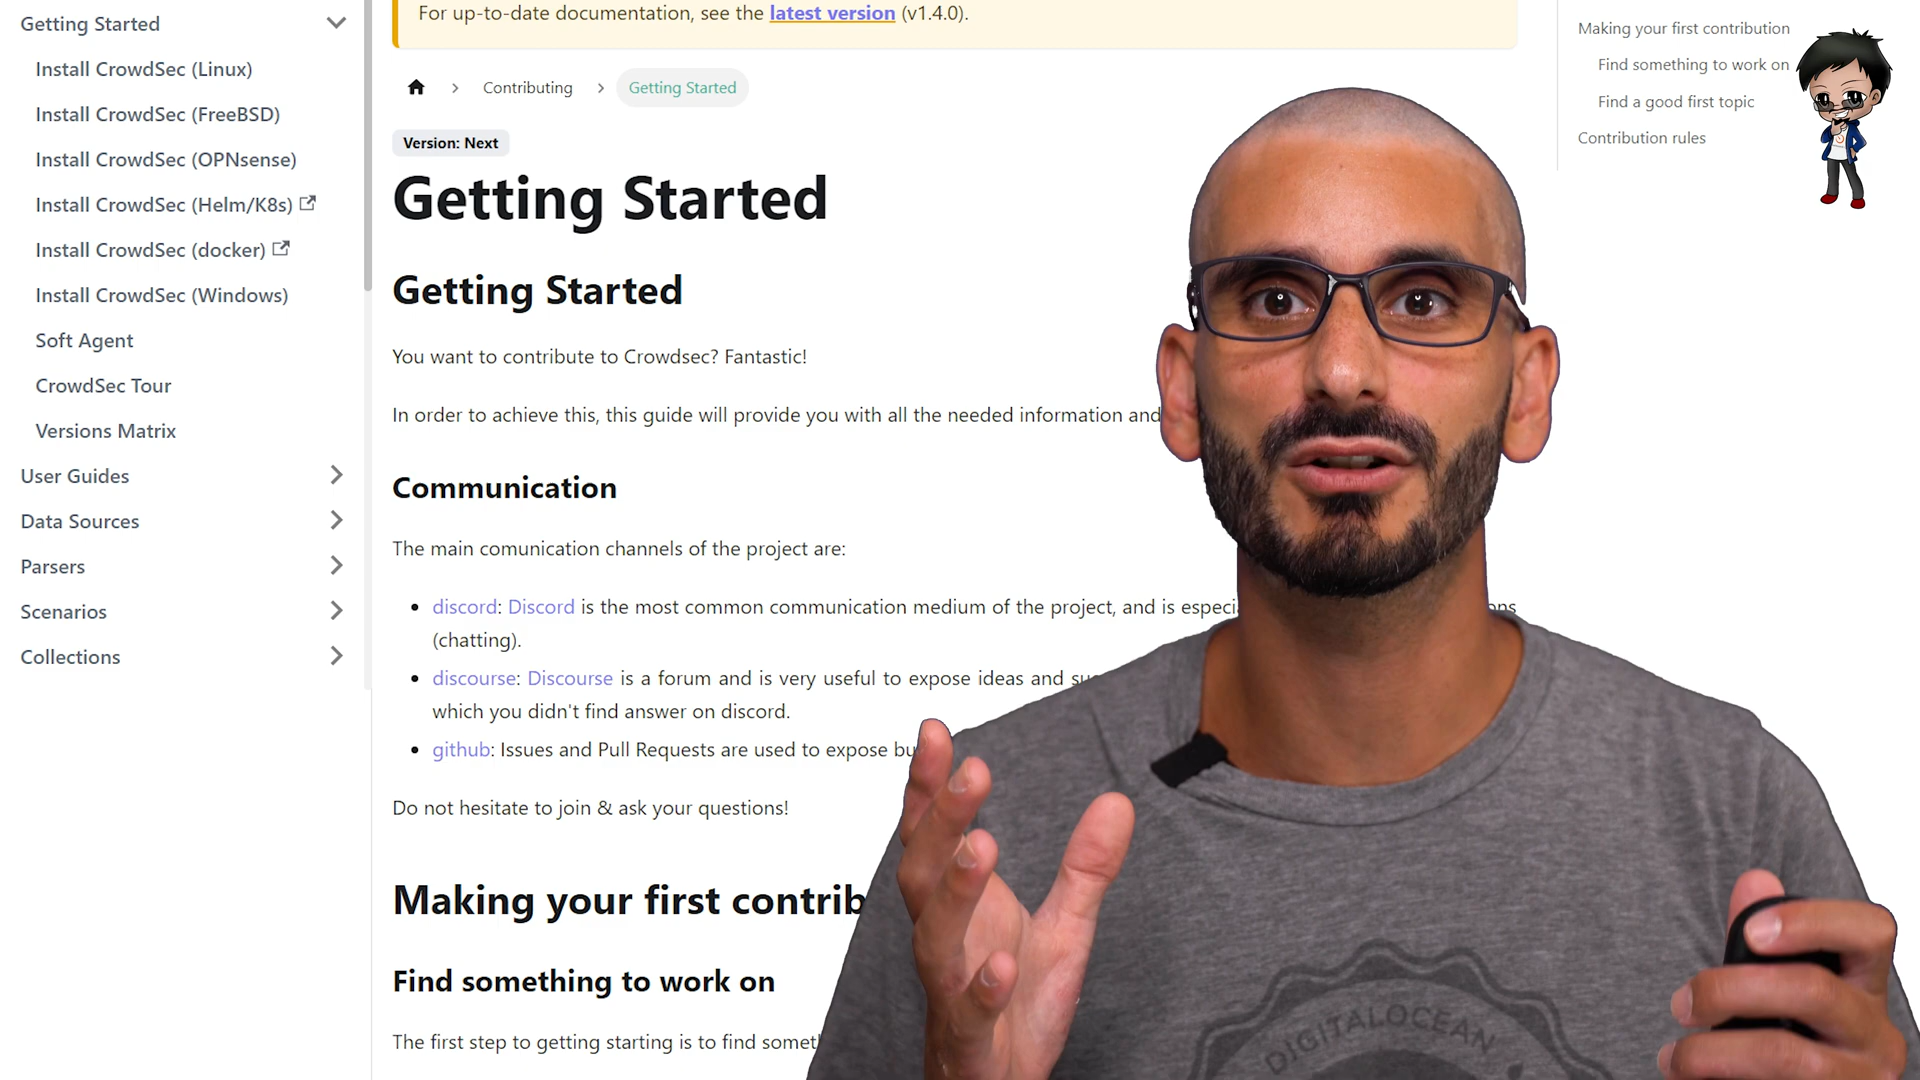 Getting Started
Install CrowdSec (Linux)
Install CrowdSec (FreeBSD)
Install CrowdSec (OPNsense)
Install CrowdSec (Helm/K8s)
Install CrowdSec (docker)
Install CrowdSec (Windows)
Soft Agent
CrowdSec Tour
Versions Matrix
User Guides
Data Sources
Parsers
Scenarios
Collections
For up-to-date documentation, see the latest version (v1.4.0).
Contributing
Getting Started
Version: Next
Getting Started
Getting Started
You want to contribute to Crowdsec? Fantastic!
In order to achieve this, this guide will provide you with all the needed information and
Communication
The main comunication channels of the project are:
discord: Discord is the most common communication medium of the project, and is especia ons
(chatting).
discourse: Discourse is a forum and is very useful to expose ideas and su
which you didn't find answer on discord.
github: Issues and Pull Requests are used to expose bu
Do not hesitate to join & ask your questions!
Making your first contrib
Find something to work on
The first step to getting starting is to find somet
Making your first contribution
Find something to work on
Find a good first topic
Contribution rules
DIGITALOCEAN